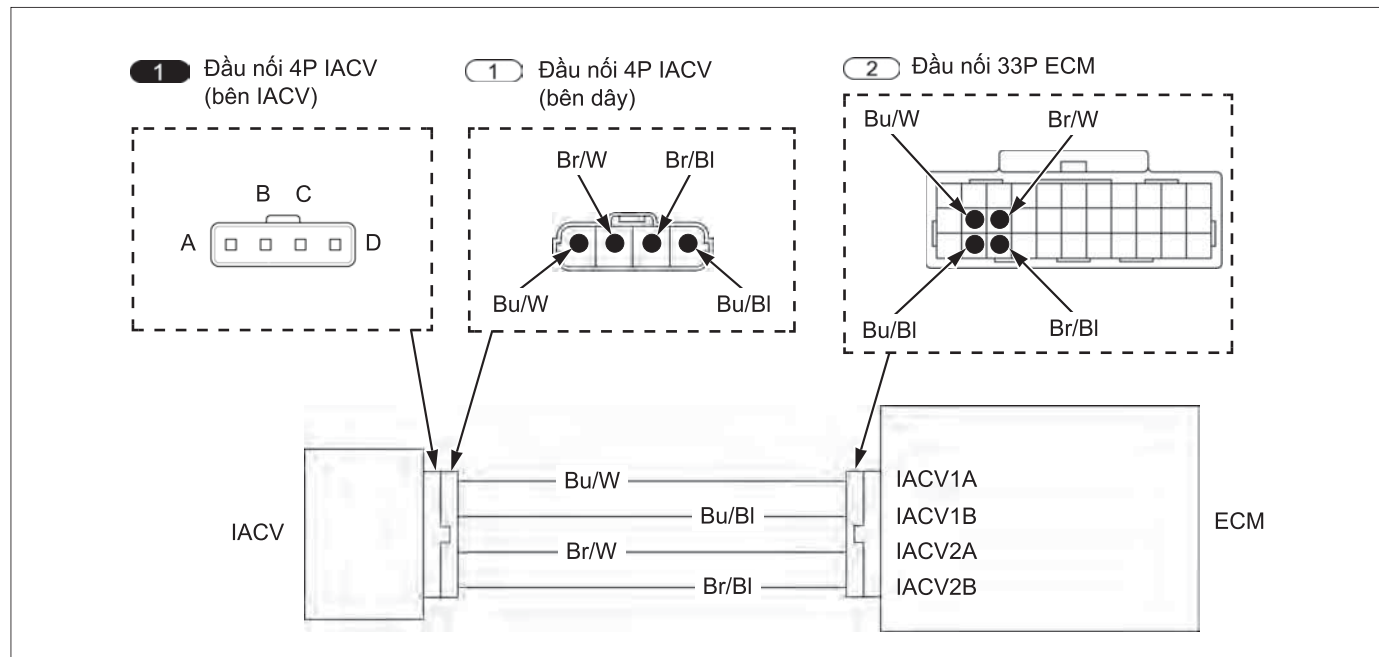 1 Đầu nối 4P IACV
(bên IACV)
1 Đầu nối 4P IACV
(bên dây)
2 Đầu nối 33P ECM
B C
A D
Br/W Br/Bl
Bu/W Bu/Bl
Bu/W Br/W
Bu/Bl Br/Bl
IACV
Bu/W
Bu/Bl
Br/W
Br/Bl
IACV1A
IACV1B
IACV2A
IACV2B
ECM